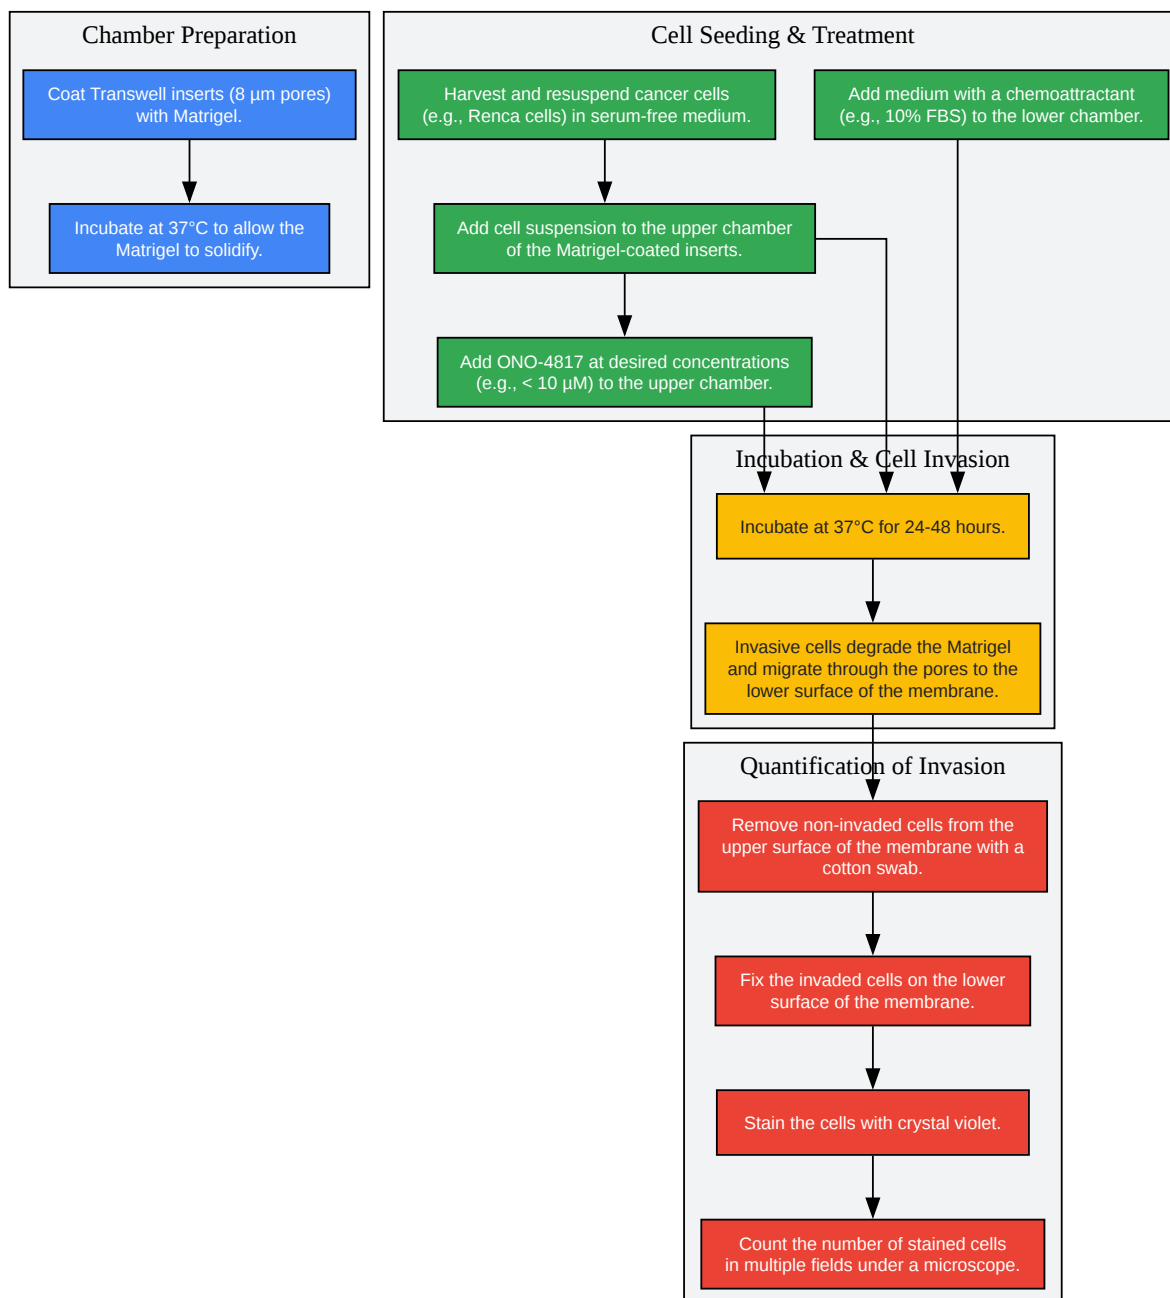 Chamber Preparation
Coat Transwell inserts (8 µm pores)
with Matrigel.
Incubate at 37°C to allow the
Matrigel to solidify.
Cell Seeding & Treatment
Harvest and resuspend cancer cells
(e.g., Renca cells) in serum-free medium.
Add medium with a chemoattractant
(e.g., 10% FBS) to the lower chamber.
Add cell suspension to the upper chamber
of the Matrigel-coated inserts.
Add ONO-4817 at desired concentrations
(e.g., < 10 µM) to the upper chamber.
Incubation & Cell Invasion
Incubate at 37°C for 24-48 hours.
Invasive cells degrade the Matrigel
and migrate through the pores to the
lower surface of the membrane.
Quantification of Invasion
Remove non-invaded cells from the
upper surface of the membrane with a
cotton swab.
Fix the invaded cells on the lower
surface of the membrane.
Stain the cells with crystal violet.
Count the number of stained cells
in multiple fields under a microscope.